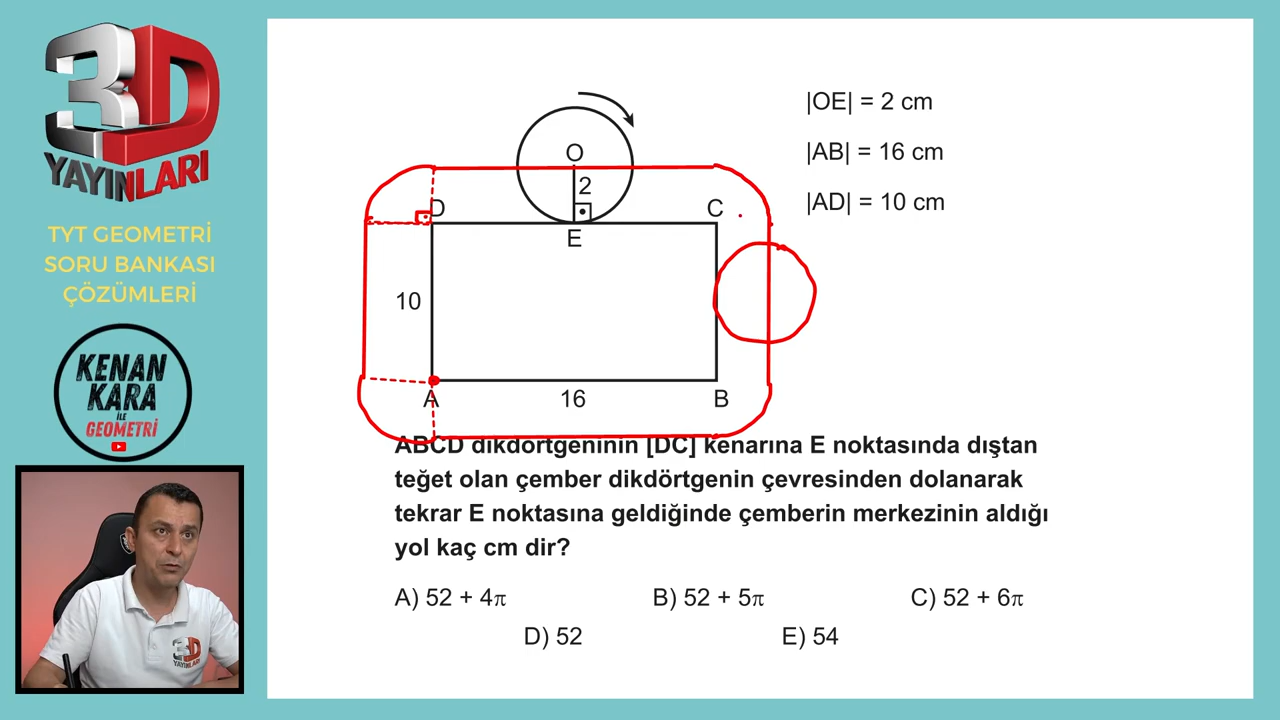 3D
YAYINLARI
TYT GEOMETRİ
SORU BANKASI
ÇÖZÜMLERİ
KENAN
KARA
İLE
GEOMETRİ
3D
YAYINLARI
O
2
D
C
E
10
A
16
B
|OE| = 2 cm
|AB| = 16 cm
|AD| = 10 cm
ABCD dikdörtgeninin [DC] kenarına E noktasında dıştan
teğet olan çember dikdörtgenin çevresinden dolanarak
tekrar E noktasına geldiğinde çemberin merkezinin aldığı
yol kaç cm dir?
A) 52 + 4π
B) 52 + 5π
C) 52 + 6π
D) 52
E) 54